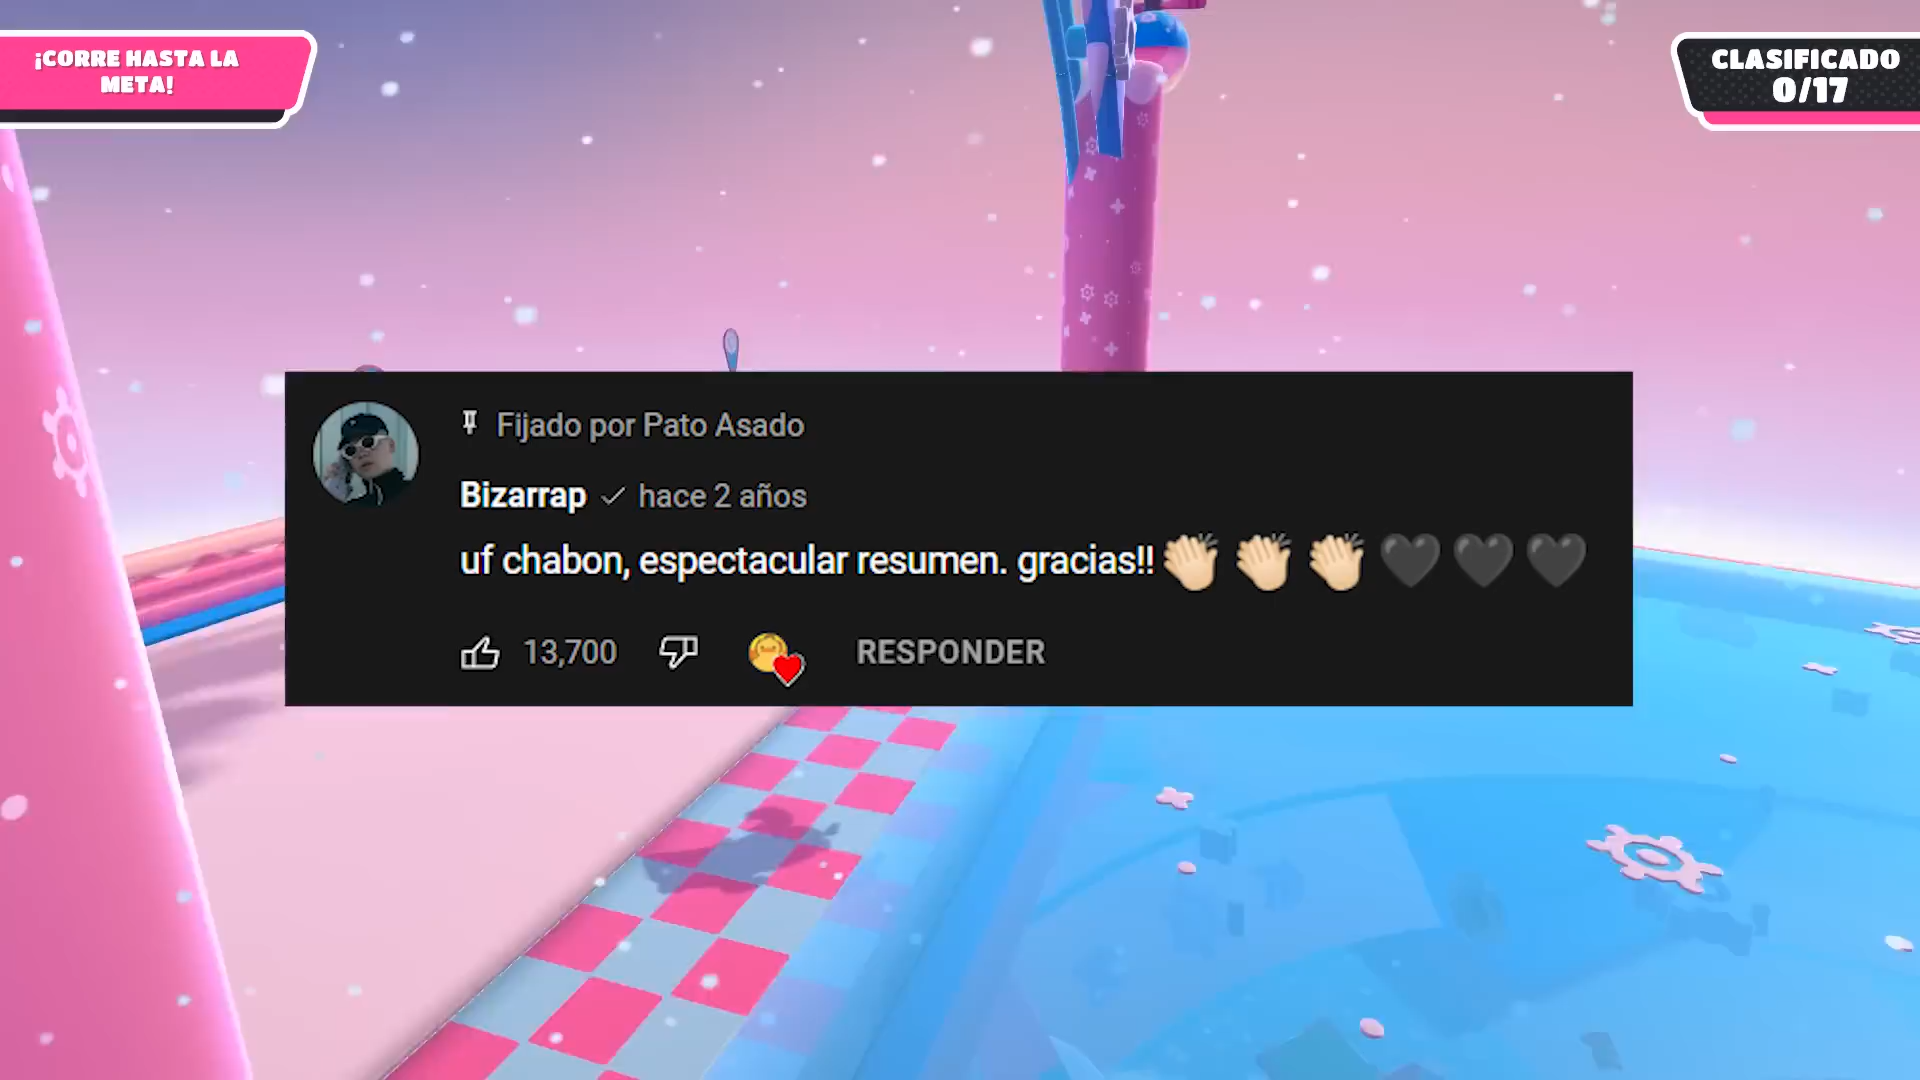 ¡CORRE HASTA LA
META!
CLASIFICADO
0/17
Fijado por Pato Asado
Bizarrap ✓ hace 2 años
uf chabon, espectacular resumen. gracias!! 👏🏻 👏🏻 👏🏻 🖤 🖤 🖤
13,700 RESPONDER